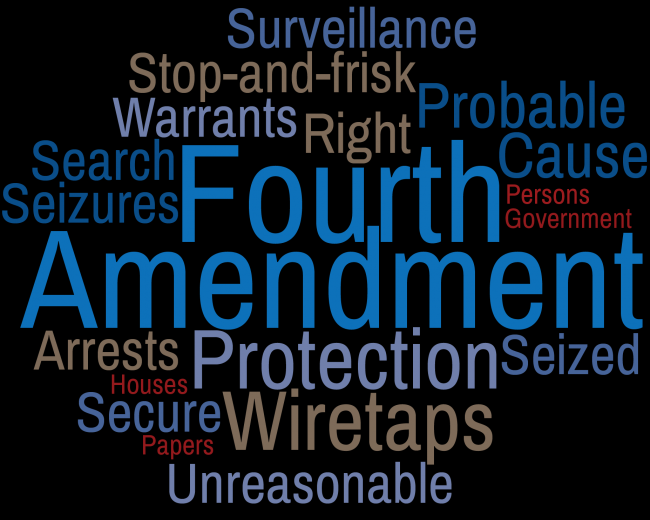 Surveillance
Stop-and-frisk
Warrants
Right
Probable
Cause
Search
Seizures
Fourth
Persons
Government
Amendment
Arrests
Protection
Seized
Houses
Secure
Wiretaps
Papers
Unreasonable